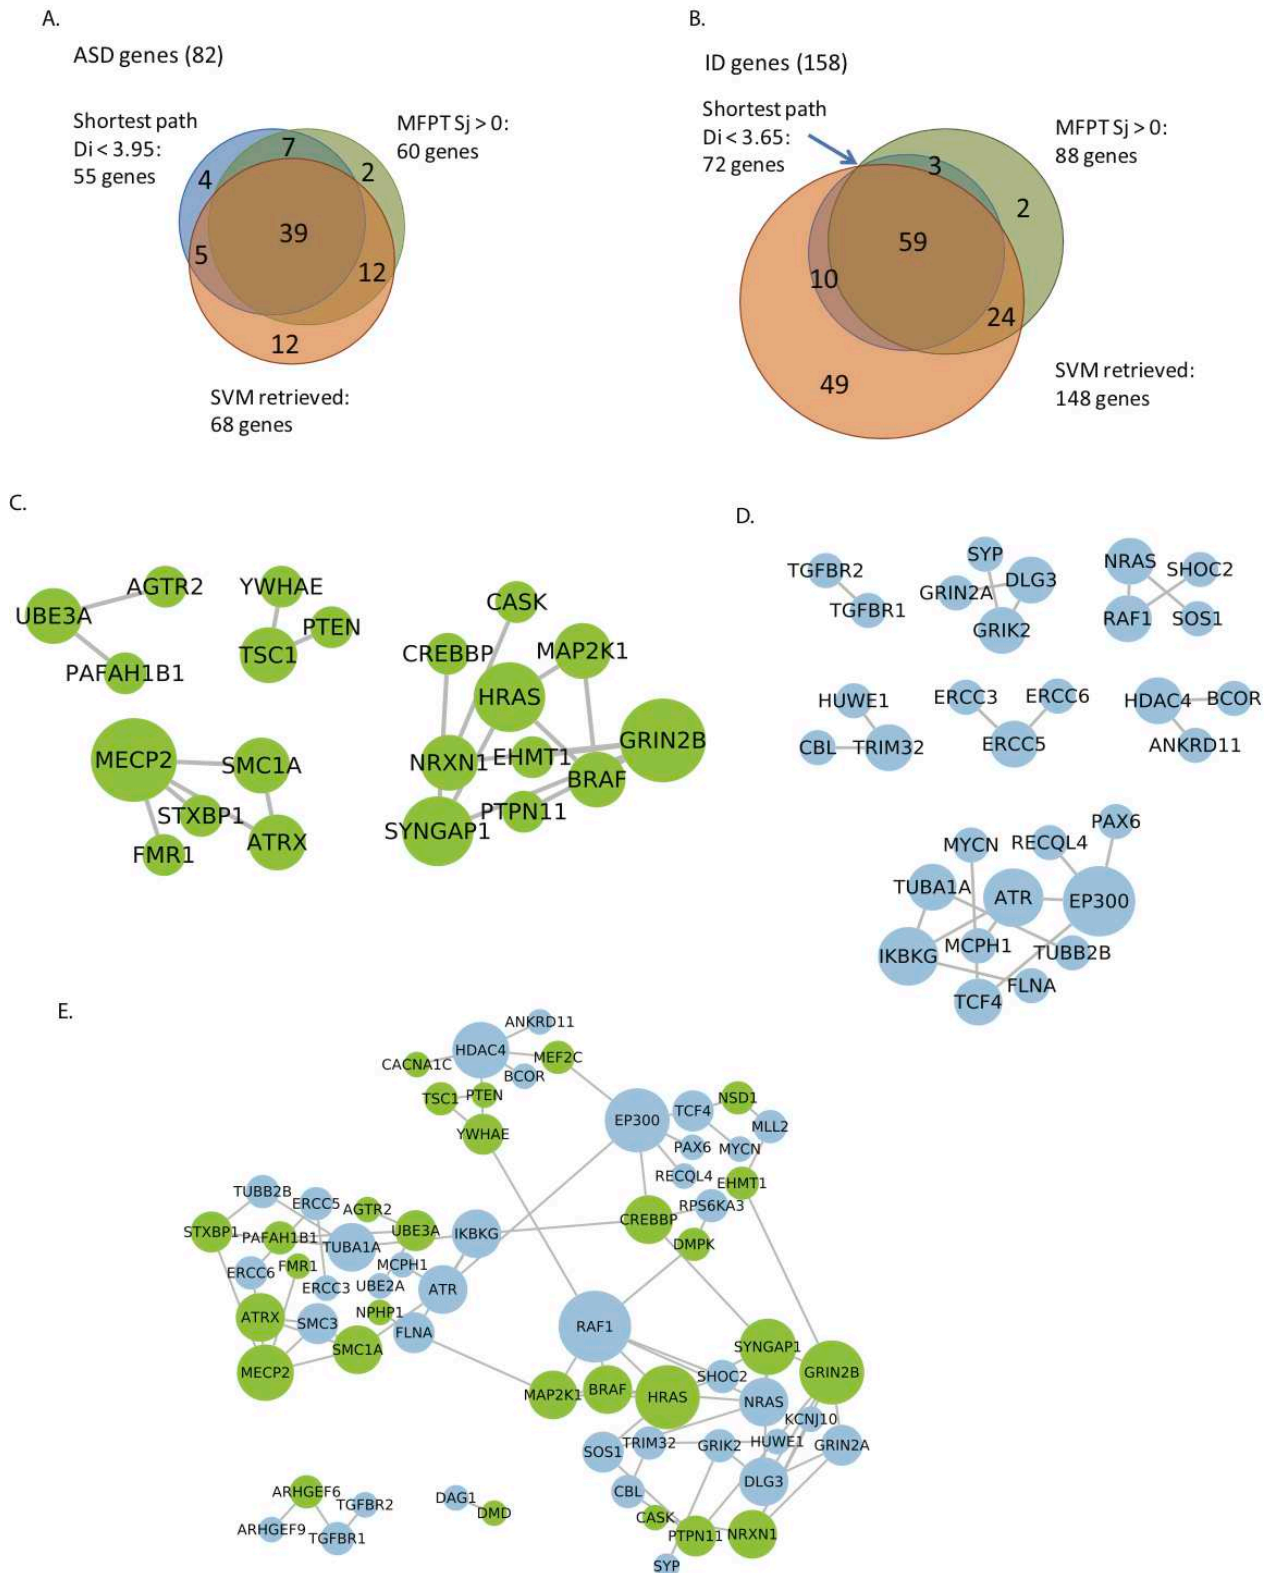 A.
ASD genes (82)
Shortest path
Di < 3.95:
55 genes
MFPT Sj > 0:
60 genes
7
4
2
39
5
12
12
SVM retrieved:
68 genes
B.
ID genes (158)
Shortest path
Di < 3.65:
72 genes
MFPT Sj > 0:
88 genes
3
2
59
10
24
49
SVM retrieved:
148 genes
C.
AGTR2
UBE3A
PAFAH1B1
YWHAE
PTEN
TSC1
MECP2
SMC1A
STXBP1
ATRX
FMR1
CASK
CREBBP
MAP2K1
HRAS
GRIN2B
NRXN1
EHMT1
BRAF
PTPN11
SYNGAP1
D.
TGFBR2
TGFBR1
SYP
DLG3
GRIN2A
GRIK2
NRAS
SHOC2
RAF1
SOS1
HUWE1
CBL
TRIM32
ERCC3
ERCC6
ERCC5
HDAC4
BCOR
ANKRD11
PAX6
MYCN
RECQL4
TUBA1A
ATR
EP300
IKBKG
MCPH1
TUBB2B
FLNA
TCF4
E.
ANKRD11
HDAC4
CACNA1C
MEF2C
BCOR
TSC1
PTEN
YWHAE
EP300
TCF4
NSD1
MLL2
PAX6
MYCN
RECQL4
EHMT1
RPS6KA3
CREBBP
DMPK
TUBB2B
ERCC5
AGTR2
STXBP1
PAFAH1B1
UBE3A
IKBKG
TUBA1A
FMR1
MCPH1
ERCC6
ERCC3
UBE2A
ATR
NPHP1
ATRX
SMC3
FLNA
SMC1A
MECP2
RAF1
SYNGAP1
GRIN2B
SHOC2
MAP2K1
BRAF
HRAS
NRAS
KCNJ10
SOS1
TRIM32
GRIK2
HUWE1
GRIN2A
DLG3
CBL
CASK
PTPN11
NRXN1
SYP
ARHGEF6
TGFBR2
ARHGEF9
TGFBR1
DAG1
DMD